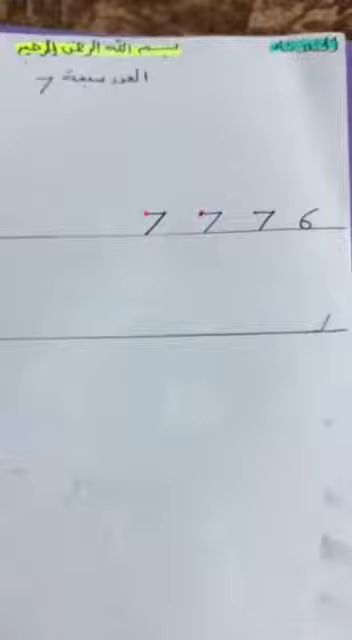 بسم الله الرحمن الرحيم
العدد سبعة 7
7 7 7 6
/